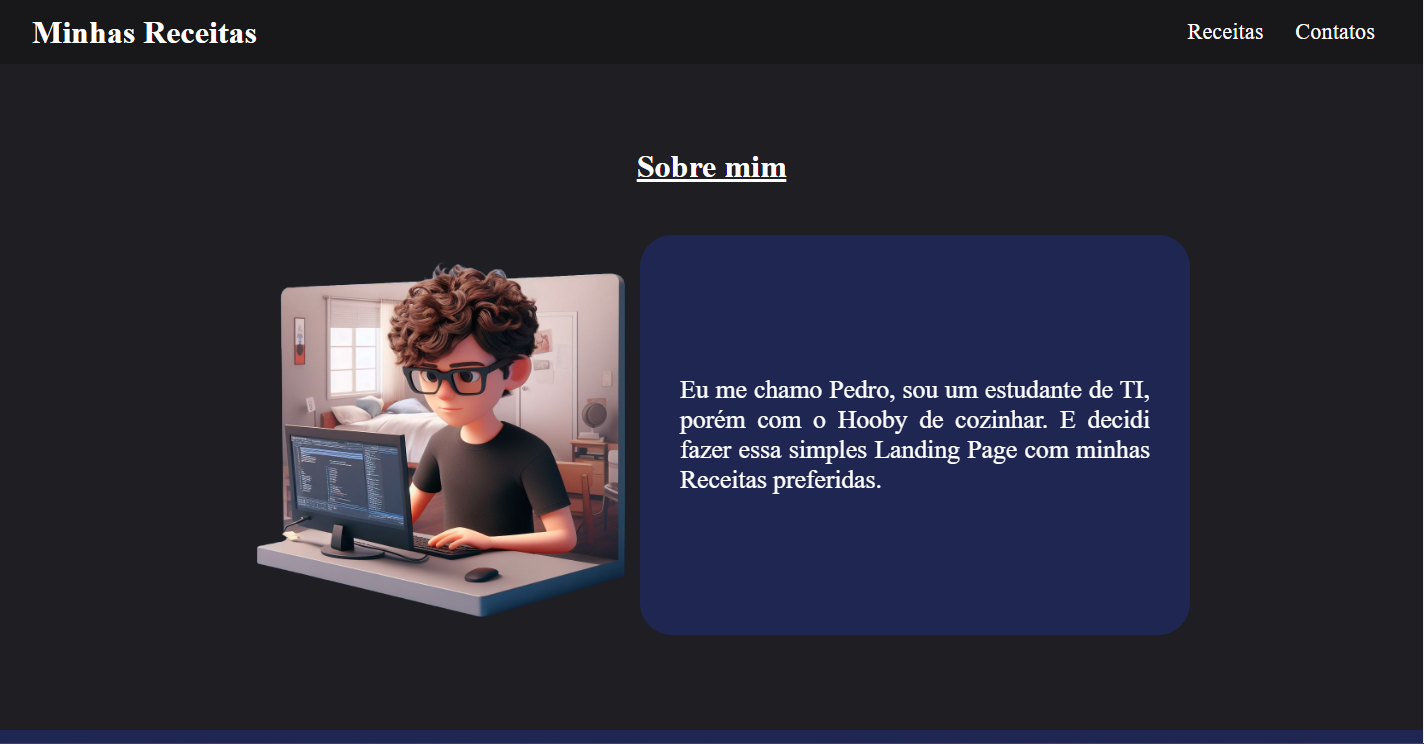 Minhas Receitas
Receitas Contatos
Sobre mim
Eu me chamo Pedro, sou um estudante de TI,
porém com o Hooby de cozinhar. E decidi
fazer essa simples Landing Page com minhas
Receitas preferidas.